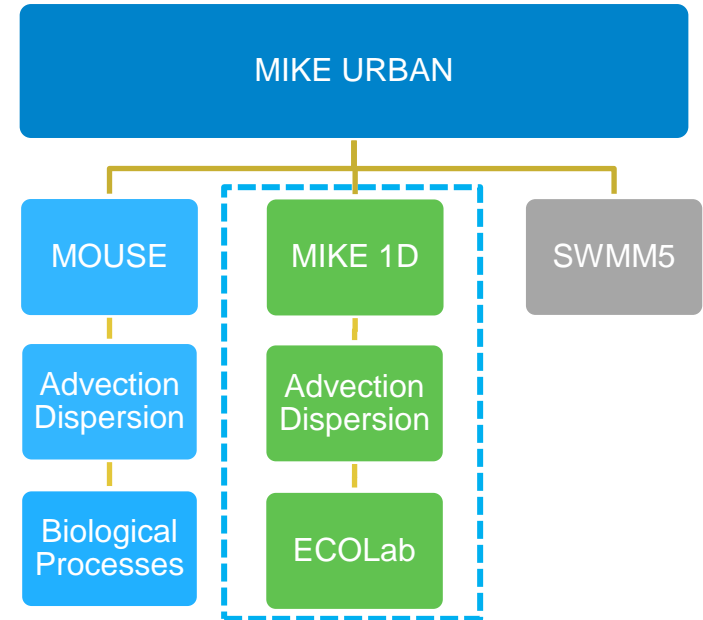 MIKE URBAN
MOUSE
MIKE 1D
SWMM5
Advection
Dispersion
Advection
Dispersion
Biological
Processes
ECOLab